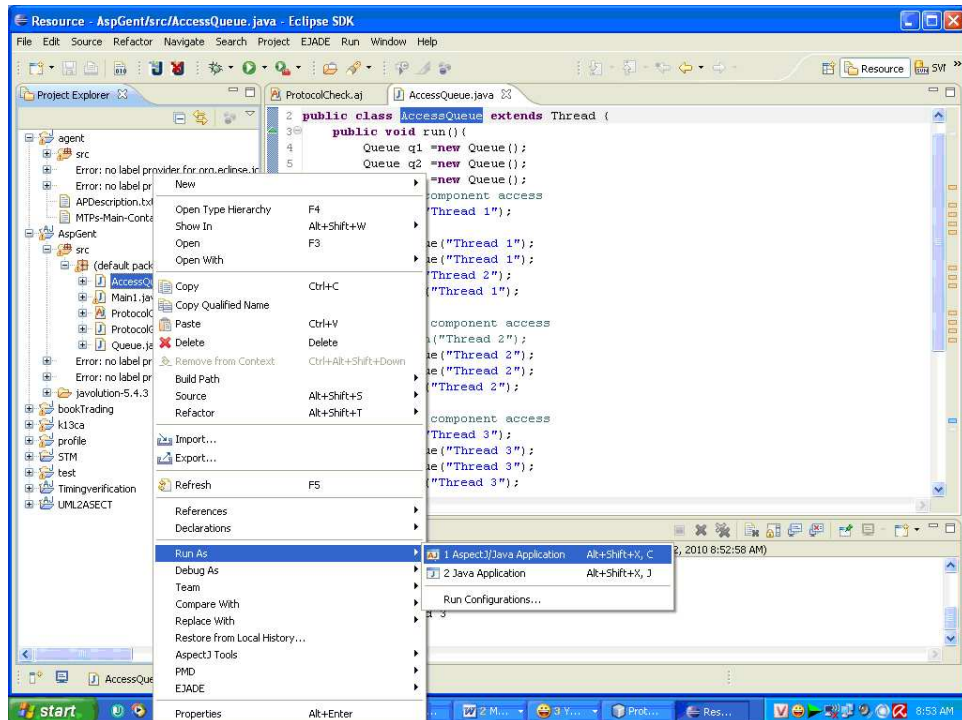 Resource - AspGent/src/AccessQueue.java - Eclipse SDK
File Edit Source Refactor Navigate Search Project EJADE Run Window Help
Resource
Project Explorer
ProtocolCheck.aj
AccessQueue.java
agent
src
Error: no label provider for org.eclipse.jc
Error: no label pr
APDescription.txt
MTPs-Main-Conta
AspGent
src
(default pack
AccessQ
Main1.jav
Protocol
Protocol
Queue.ja
Error: no label pr
Error: no label pr
javolution-5.4.3
bookTrading
k13ca
profile
STM
test
Timingverification
UML2ASECT
2 public class AccessQueue extends Thread {
3 public void run(){
4 Queue q1 =new Queue();
5 Queue q2 =new Queue();
=new Queue();
component access
"Thread 1");
ue("Thread 1");
ue("Thread 1");
"Thread 2");
("Thread 1");
component access
("Thread 2");
ue("Thread 2");
ue("Thread 2");
("Thread 2");
component access
"Thread 3");
ue("Thread 3");
ue("Thread 3");
("Thread 3");
New
Open Type Hierarchy F4
Show In Alt+Shift+W
Open F3
Open With
Copy Ctrl+C
Copy Qualified Name
Paste Ctrl+V
Delete Delete
Remove from Context Ctrl+Alt+Shift+Down
Build Path
Source Alt+Shift+S
Refactor Alt+Shift+T
Import...
Export...
Refresh F5
References
Declarations
Run As
Debug As
Team
Compare With
Replace With
Restore from Local History...
AspectJ Tools
PMD
EJADE
Properties Alt+Enter
1 AspectJ/Java Application Alt+Shift+X, C
2 Java Application Alt+Shift+X, J
Run Configurations...
2, 2010 8:52:58 AM)
d 3
AccessQue
start
2 M...
3 Y...
Prot...
Res...
8:53 AM